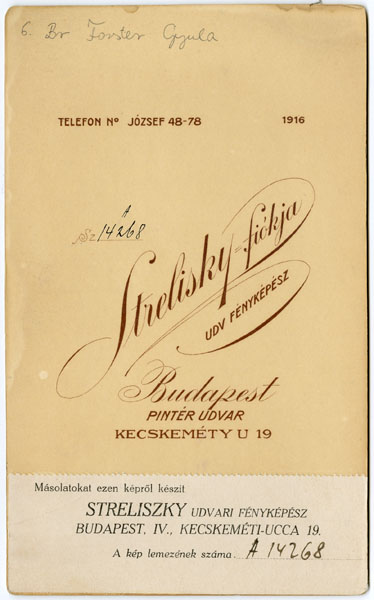 6. Br Forster Gyula
TELEFON Nº JÓZSEF 48-78 1916
A
Sz 14268
Strelisky-fiókja
UDV FÉNYKÉPÉSZ
Budapest
PINTÉR UDVAR
KECSKEMÉTY U 19
Másolatokat ezen képről készít
STRELISZKY UDVARI FÉNYKÉPÉSZ
BUDAPEST, IV., KECSKEMÉTI-UCCA 19.
A kép lemezének száma. A 14268